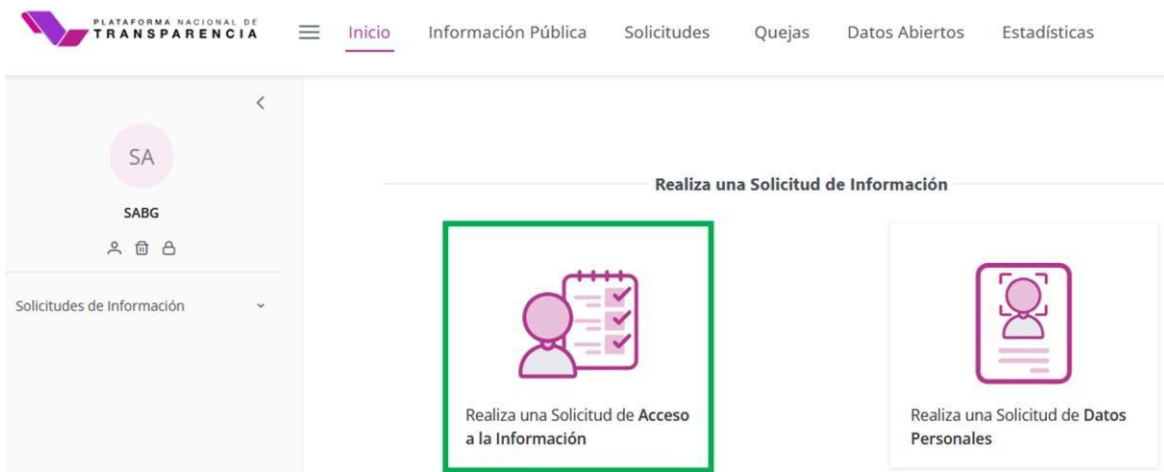 PLATAFORMA NACIONAL DE
TRANSPARENCIA
Inicio Información Pública Solicitudes Quejas Datos Abiertos Estadísticas
SA
SABG
Solicitudes de Información
Realiza una Solicitud de Información
Realiza una Solicitud de Acceso
a la Información
Realiza una Solicitud de Datos
Personales